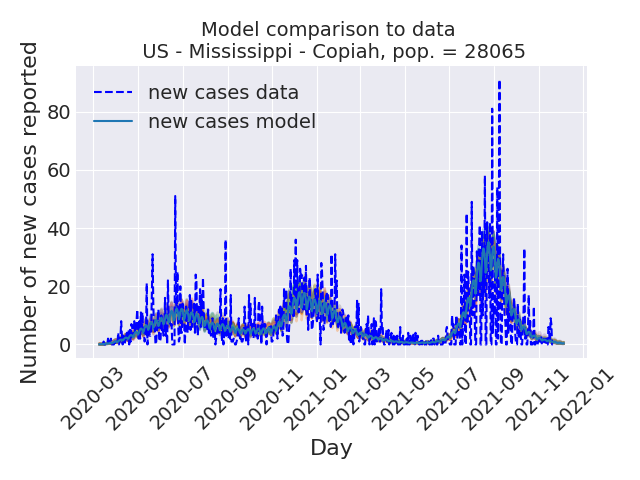 Model comparison to data
US - Mississippi - Copiah, pop. = 28065
Number of new cases reported
80
60
40
20
0
new cases data
new cases model
2020-03
2020-05
2020-07
2020-09
2020-11
2021-01
2021-03
2021-05
2021-07
2021-09
2021-11
2022-01
Day